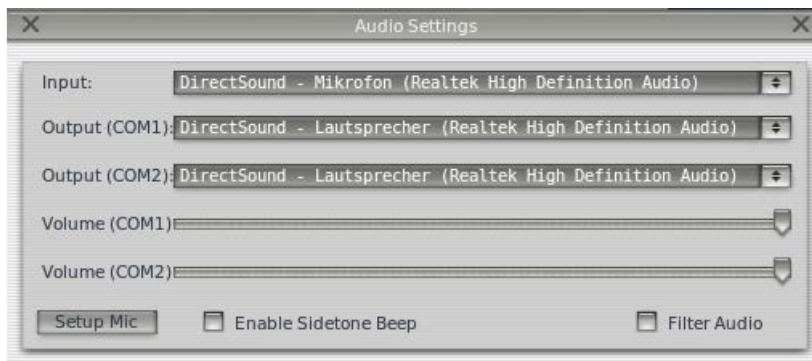 Audio Settings
Input: DirectSound - Mikrofon (Realtek High Definition Audio)
Output (COM1): DirectSound - Lautsprecher (Realtek High Definition Audio)
Output (COM2): DirectSound - Lautsprecher (Realtek High Definition Audio)
Volume (COM1)
Volume (COM2)
Setup Mic Enable Sidetone Beep Filter Audio